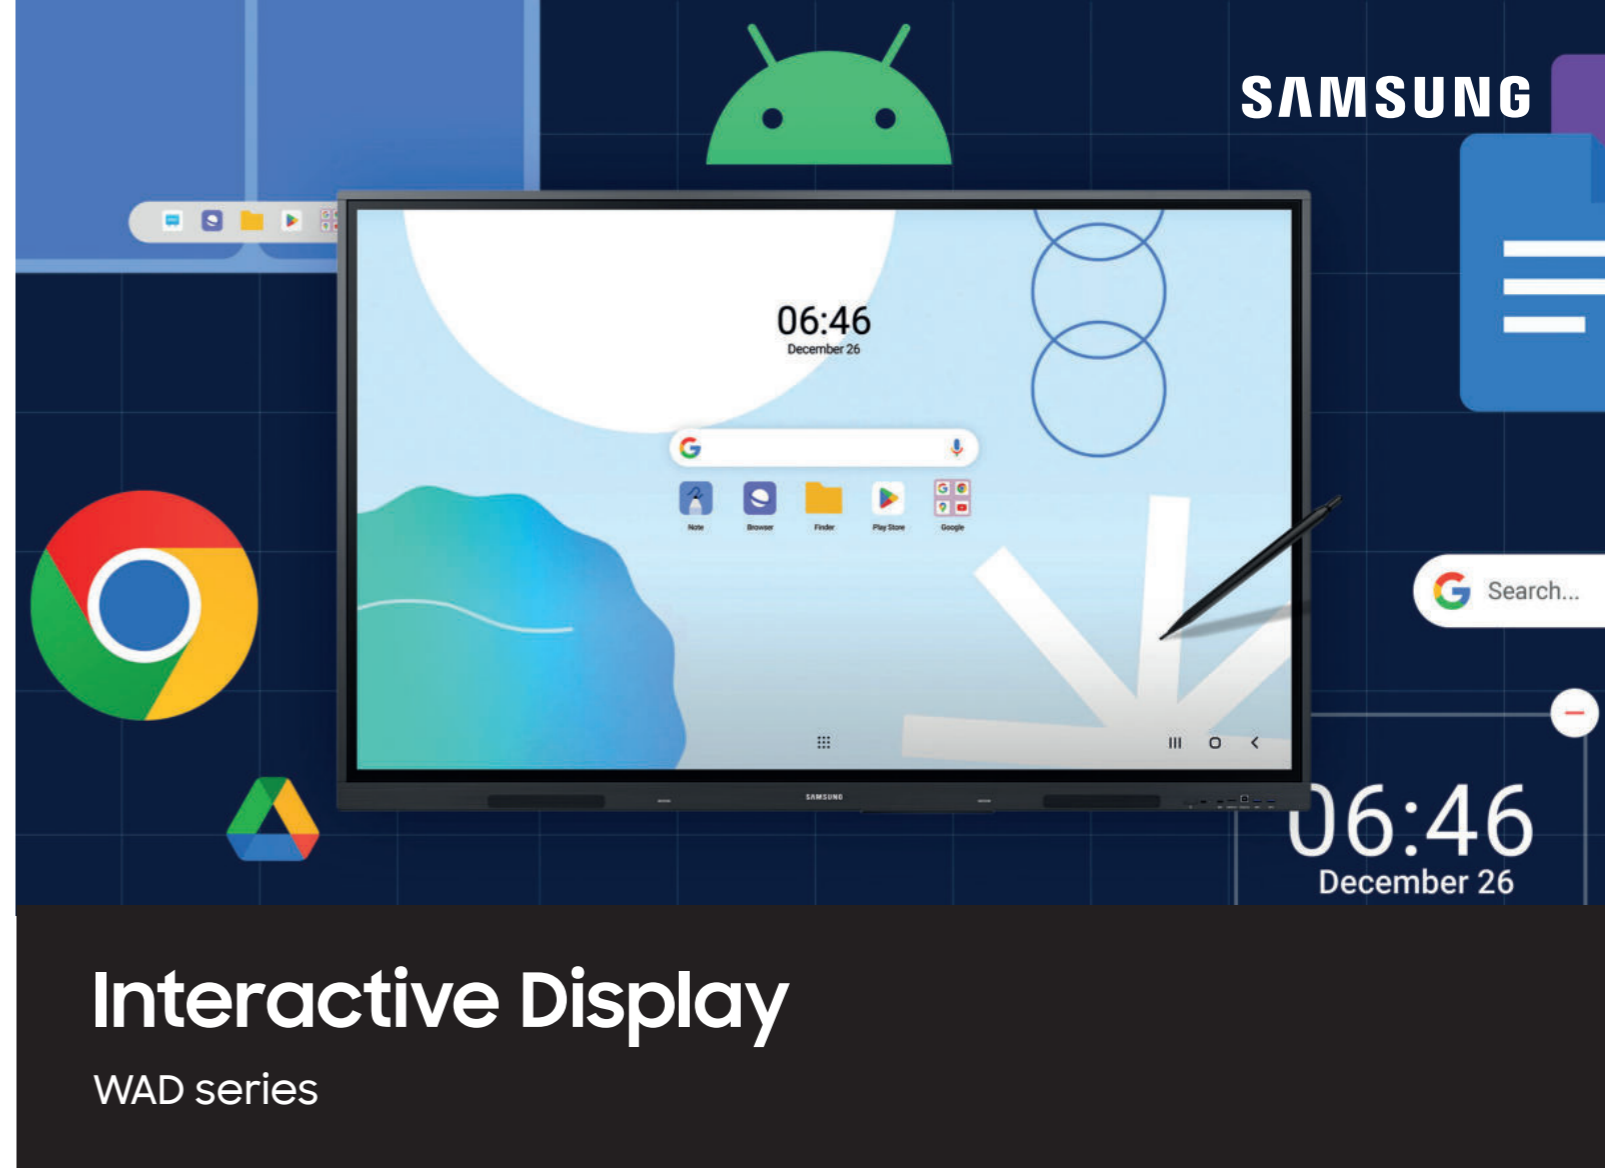 SAMSUNG
06:46
December 26
Note Browser Finder Play Store Google
Search...
SAMSUNG
06:46
December 26
Interactive Display
WAD series